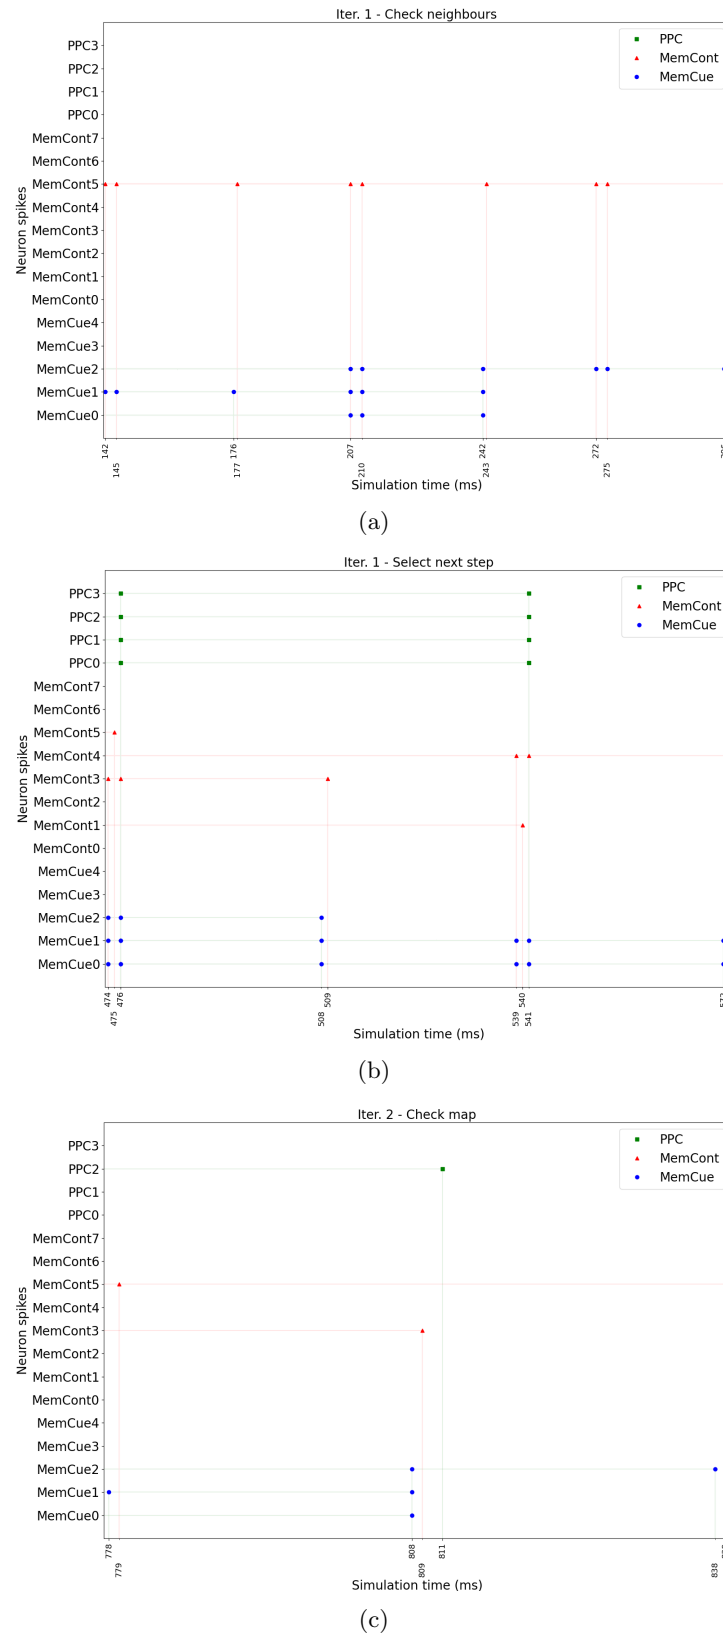 Iter. 1 - Check neighbours
PPC3
PPC2
PPC1
PPC0
MemCont7
MemCont6
MemCont5
MemCont4
MemCont3
MemCont2
MemCont1
MemCont0
MemCue4
MemCue3
MemCue2
MemCue1
MemCue0
Neuron spikes
PPC
MemCont
MemCue
142
145
176
177
207
210
242
243
272
275
Simulation time (ms)
(a)
Iter. 1 - Select next step
PPC3
PPC2
PPC1
PPC0
MemCont7
MemCont6
MemCont5
MemCont4
MemCont3
MemCont2
MemCont1
MemCont0
MemCue4
MemCue3
MemCue2
MemCue1
MemCue0
Neuron spikes
PPC
MemCont
MemCue
474
475
476
508
509
539
540
541
Simulation time (ms)
(b)
Iter. 2 - Check map
PPC3
PPC2
PPC1
PPC0
MemCont7
MemCont6
MemCont5
MemCont4
MemCont3
MemCont2
MemCont1
MemCont0
MemCue4
MemCue3
MemCue2
MemCue1
MemCue0
Neuron spikes
PPC
MemCont
MemCue
778
779
808
809
811
838
Simulation time (ms)
(c)